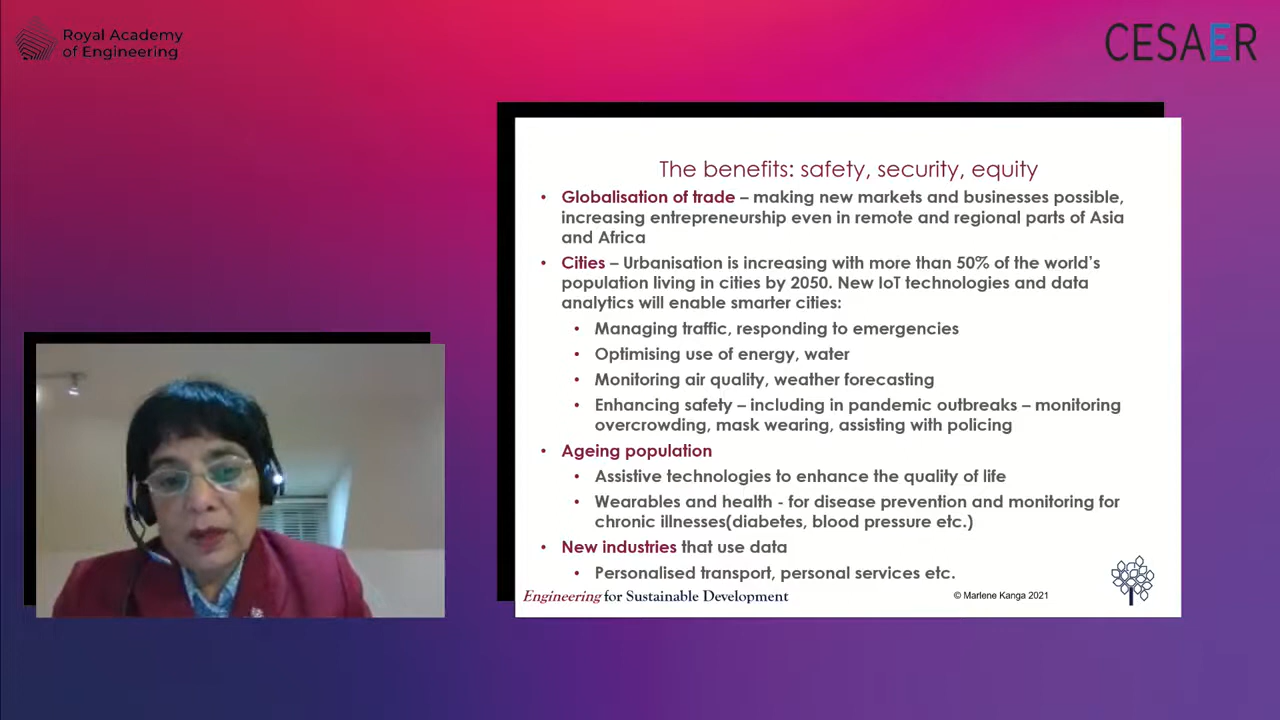 Royal Academy
of Engineering
CESAER
The benefits: safety, security, equity
• Globalisation of trade – making new markets and businesses possible,
increasing entrepreneurship even in remote and regional parts of Asia
and Africa
• Cities – Urbanisation is increasing with more than 50% of the world's
population living in cities by 2050. New IoT technologies and data
analytics will enable smarter cities:
• Managing traffic, responding to emergencies
• Optimising use of energy, water
• Monitoring air quality, weather forecasting
• Enhancing safety – including in pandemic outbreaks – monitoring
overcrowding, mask wearing, assisting with policing
• Ageing population
• Assistive technologies to enhance the quality of life
• Wearables and health - for disease prevention and monitoring for
chronic illnesses(diabetes, blood pressure etc.)
• New industries that use data
• Personalised transport, personal services etc.
Engineering for Sustainable Development
© Marlene Kanga 2021